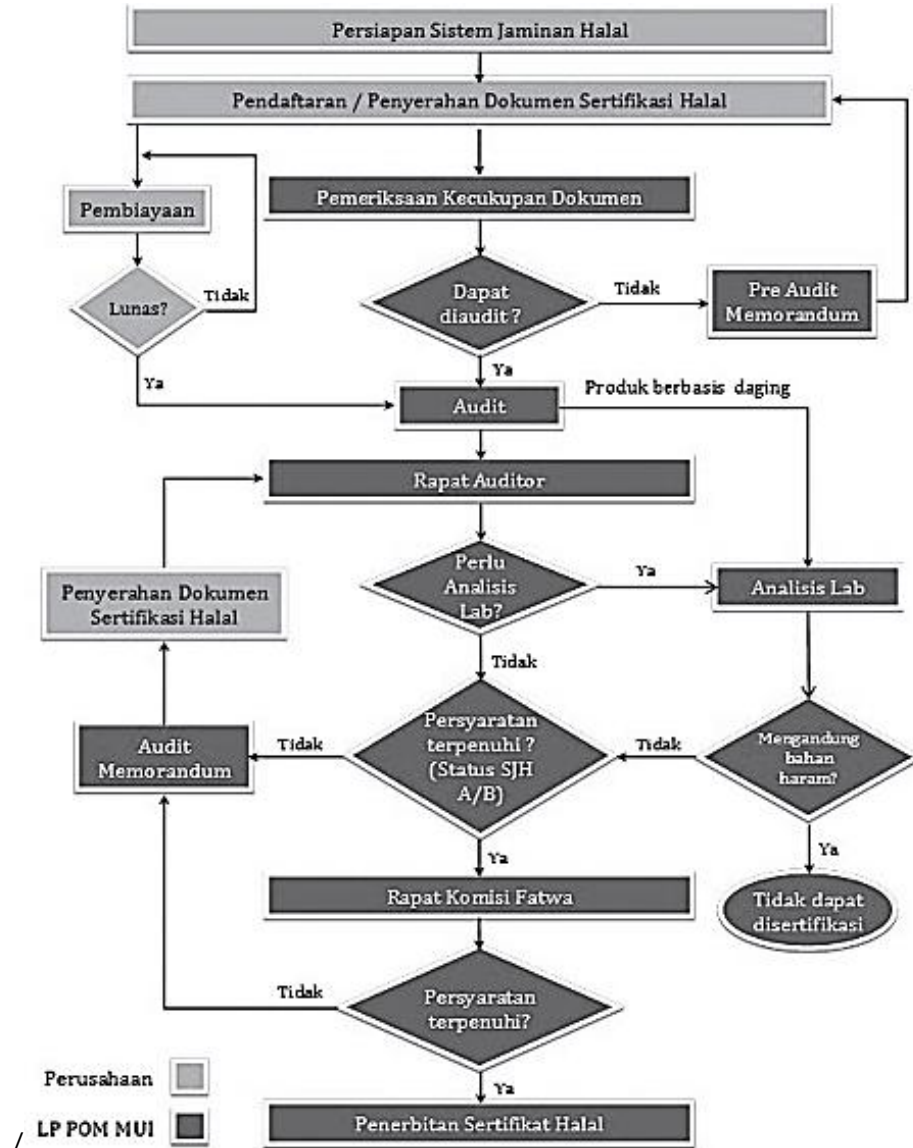 Persiapan Sistem Jaminan Halal
Pendaftaran / Penyerahan Dokumen Sertifikasi Halal
Pembiayaan
Pemeriksaan Kecukupan Dokumen
Lunas?
Tidak
Dapat
diaudit ?
Tidak
Pre Audit
Memorandum
Ya
Ya
Audit
Produk berbasis daging
Rapat Auditor
Perlu
Analisis
Lab?
Ya
Analisis Lab
Penyerahan Dokumen
Sertifikasi Halal
Tidak
Persyaratan
terpenuhi ?
(Status SJH
A/B)
Tidak
Audit
Memorandum
Tidak
Mengandung
bahan
haram?
Ya
Ya
Rapat Komisi Fatwa
Tidak dapat
disertifikasi
Tidak
Persyaratan
terpenuhi?
Ya
Perusahaan
/ LP POM MUI
Penerbitan Sertifikat Halal